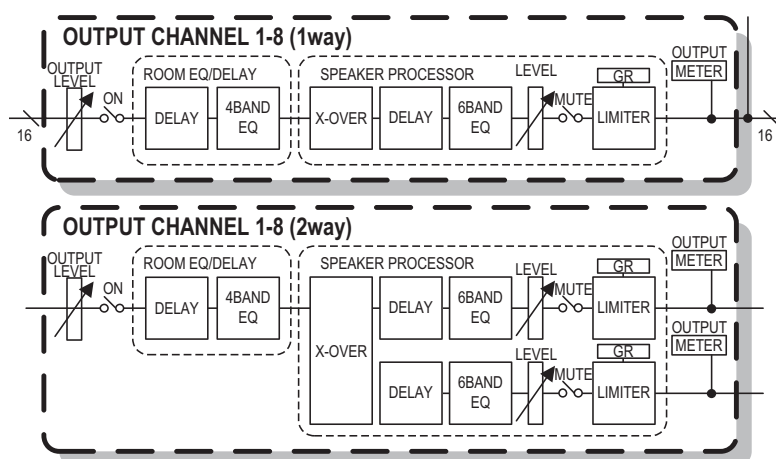 OUTPUT CHANNEL 1-8 (1way)
OUTPUT
LEVEL
ON
ROOM EQ/DELAY
DELAY
4BAND
EQ
SPEAKER PROCESSOR
X-OVER
DELAY
6BAND
EQ
LEVEL
MUTE
GR
LIMITER
OUTPUT
METER
16
16
OUTPUT CHANNEL 1-8 (2way)
OUTPUT
LEVEL
ON
ROOM EQ/DELAY
DELAY
4BAND
EQ
SPEAKER PROCESSOR
X-OVER
DELAY
6BAND
EQ
LEVEL
MUTE
GR
LIMITER
OUTPUT
METER
DELAY
6BAND
EQ
LEVEL
MUTE
GR
LIMITER
OUTPUT
METER